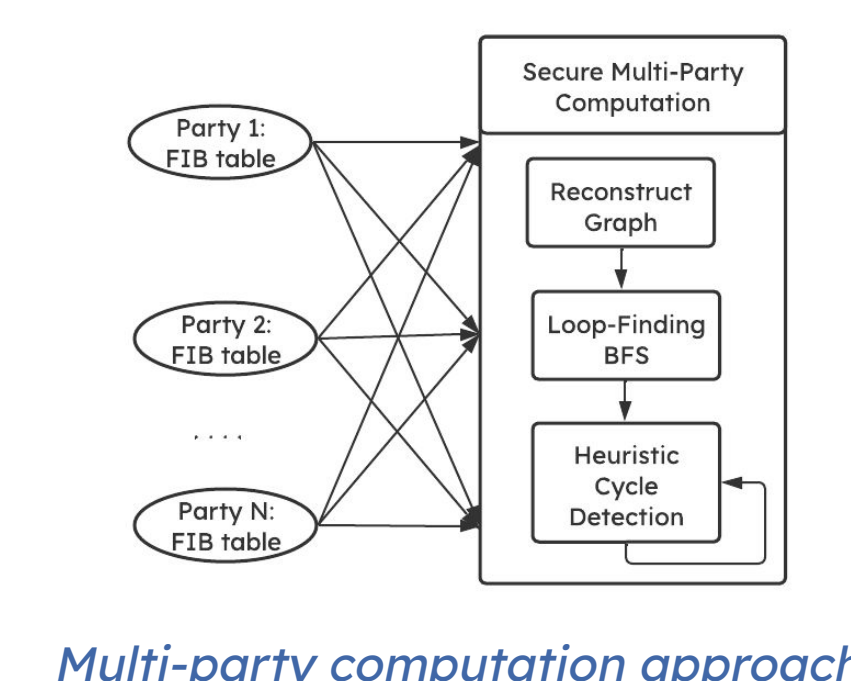 Secure Multi-Party
Computation
Party 1:
FIB table
Reconstruct
Graph
Party 2:
FIB table
Loop-Finding
BFS
. . . .
Heuristic
Cycle
Detection
Party N:
FIB table
Multi-party computation approach